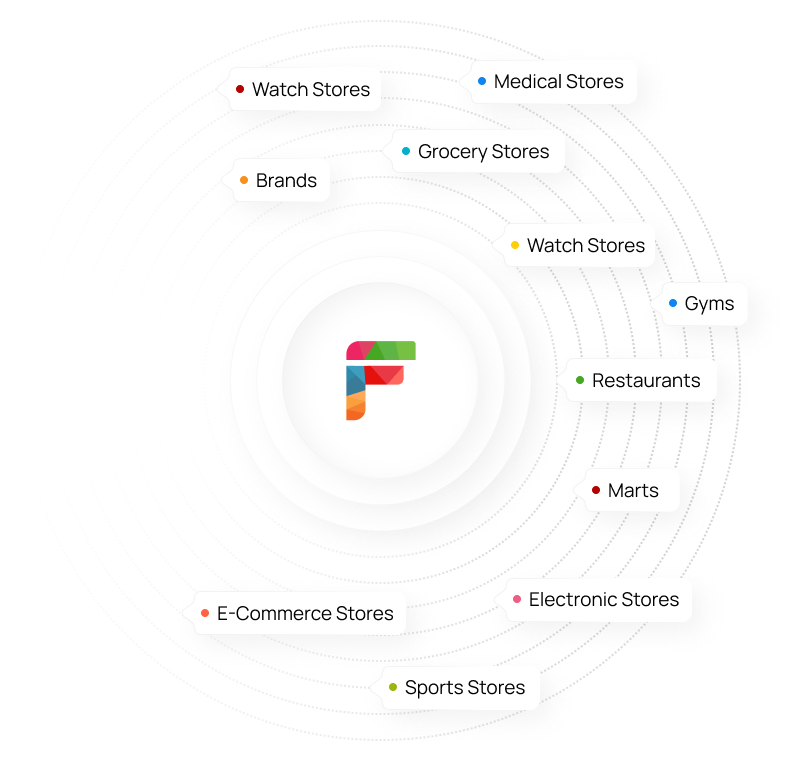 Medical Stores
Watch Stores
Grocery Stores
Brands
Watch Stores
Gyms
Restaurants
Marts
Electronic Stores
E-Commerce Stores
Sports Stores